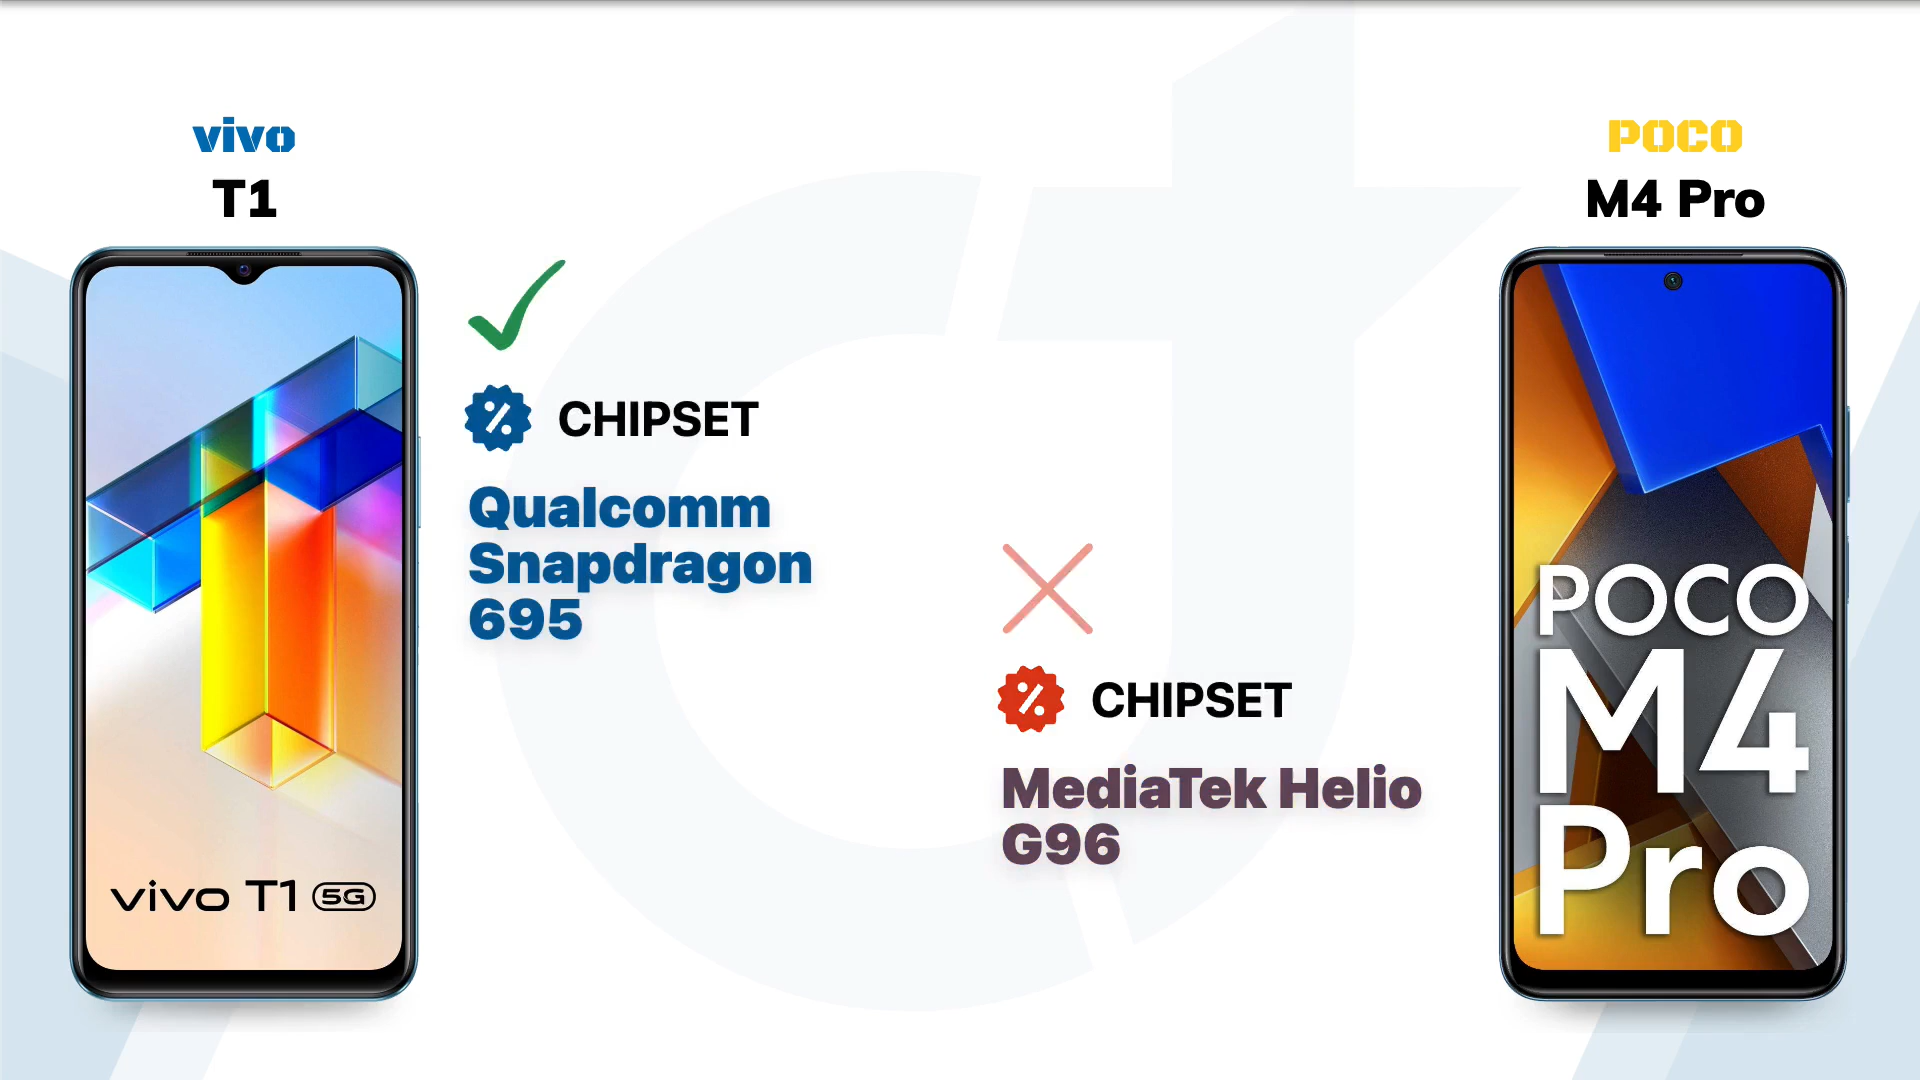 vivo
T1
POCO
M4 Pro
CHIPSET
Qualcomm
Snapdragon
695
CHIPSET
MediaTek Helio
G96
vivo T1 5G
POCO
M4
Pro